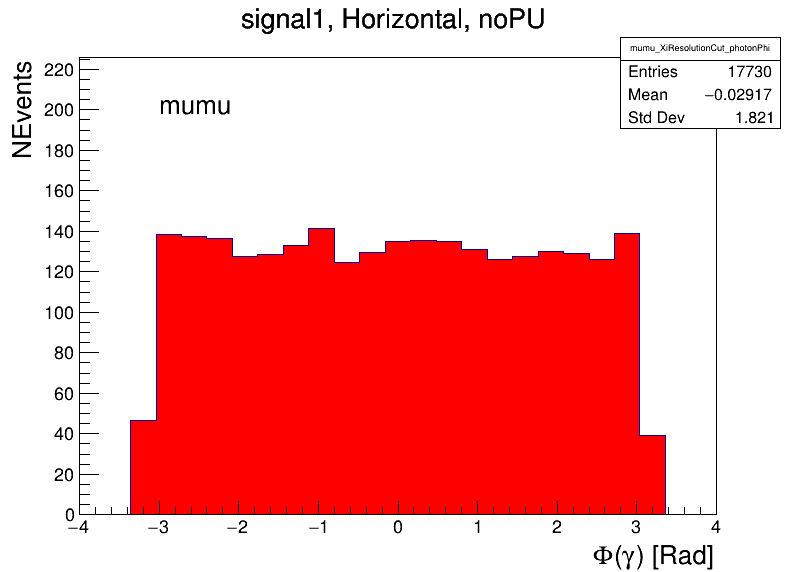 signal1, Horizontal, noPU
mumu_XiResolutionCut_photonPhi
Entries 17730
Mean −0.02917
Std Dev 1.821
NEvents
mumu
220
200
180
160
140
120
100
80
60
40
20
0
−4 −3 −2 −1 0 1 2 3 4
Φ(γ) [Rad]